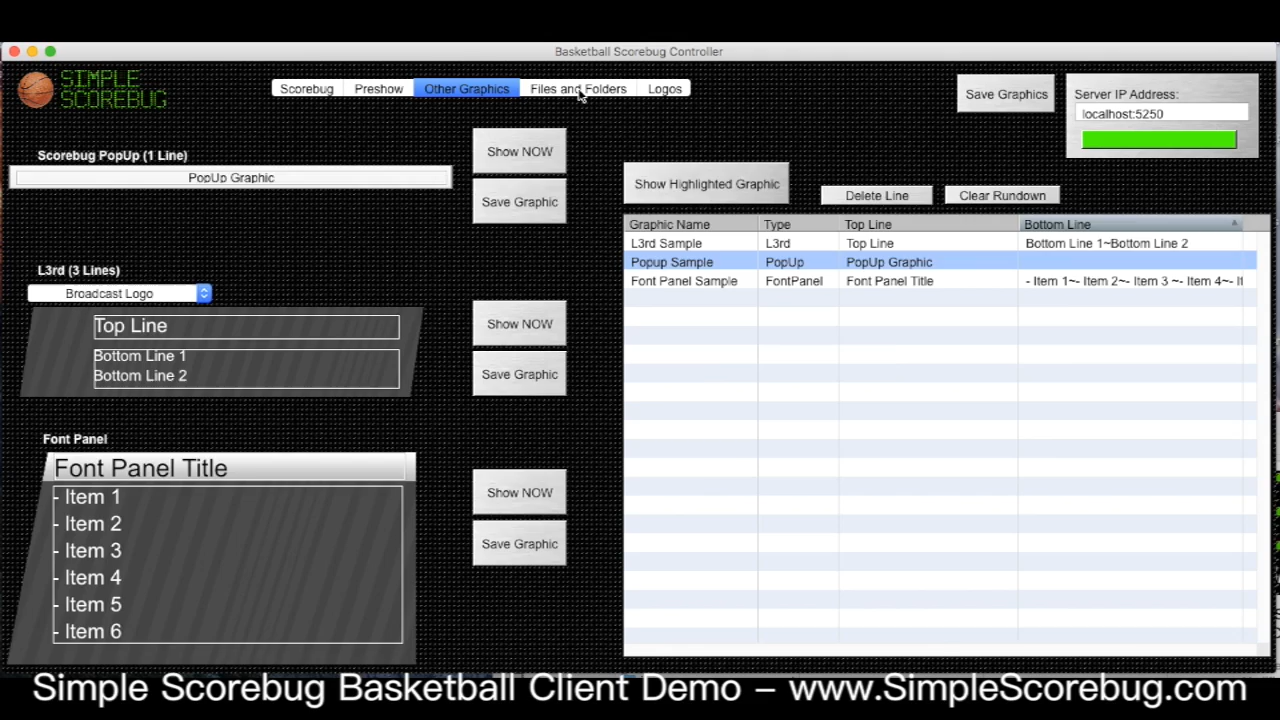 Basketball Scorebug Controller
SIMPLE
SCOREBUG
Scorebug Preshow Other Graphics Files and Folders Logos
Save Graphics
Server IP Address:
localhost:5250
Scorebug PopUp (1 Line)
PopUp Graphic
Show NOW
Save Graphic
Show Highlighted Graphic
Delete Line
Clear Rundown
L3rd (3 Lines)
Broadcast Logo
Top Line
Bottom Line 1
Bottom Line 2
Show NOW
Save Graphic
Font Panel
Font Panel Title
- Item 1
- Item 2
- Item 3
- Item 4
- Item 5
- Item 6
Show NOW
Save Graphic
Graphic Name Type Top Line Bottom Line
L3rd Sample L3rd Top Line Bottom Line 1~Bottom Line 2
Popup Sample PopUp PopUp Graphic
Font Panel Sample FontPanel Font Panel Title - Item 1~- Item 2~- Item 3 ~- Item 4~- It
Simple Scorebug Basketball Client Demo – www.SimpleScorebug.com